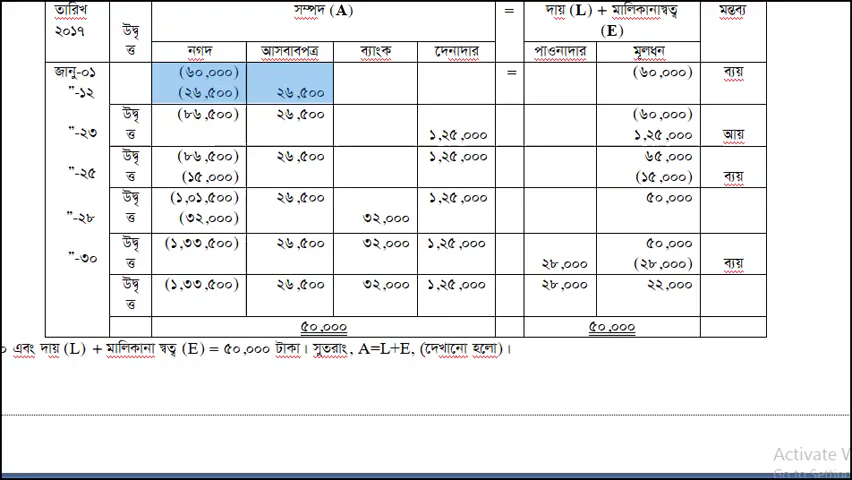 তারিখ ২০১৭ | উদ্বৃত্ত | সম্পদ (A) | = | দায় (L) + মালিকানাস্বত্ব (E) | মন্তব্য
নগদ | আসবাবপত্র | ব্যাংক | দেনাদার | পাওনাদার | মূলধন
জানু-০১ | (৬০,০০০) | = | (৬০,০০০) | ব্যয়
”-১২ | (২৬,৫০০) | ২৬,৫০০
উদ্বৃত্ত | (৮৬,৫০০) | ২৬,৫০০ | (৬০,০০০)
”-২৩ | ১,২৫,০০০ | ১,২৫,০০০ | আয়
উদ্বৃত্ত | (৮৬,৫০০) | ২৬,৫০০ | ১,২৫,০০০ | ৬৫,০০০
”-২৫ | (১৫,০০০) | (১৫,০০০) | ব্যয়
উদ্বৃত্ত | (১,০১,৫০০) | ২৬,৫০০ | ১,২৫,০০০ | ৫০,০০০
”-২৮ | (৩২,০০০) | ৩২,০০০
উদ্বৃত্ত | (১,৩৩,৫০০) | ২৬,৫০০ | ৩২,০০০ | ১,২৫,০০০ | ৫০,০০০
”-৩০ | ২৮,০০০ | (২৮,০০০) | ব্যয়
উদ্বৃত্ত | (১,৩৩,৫০০) | ২৬,৫০০ | ৩২,০০০ | ১,২৫,০০০ | ২৮,০০০ | ২২,০০০
৫০,০০০ | ৫০,০০০
০ এবং দায় (L) + মালিকানা স্বত্ব (E) = ৫০,০০০ টাকা। সুতরাং, A=L+E, (দেখানো হলো)।
Activate W